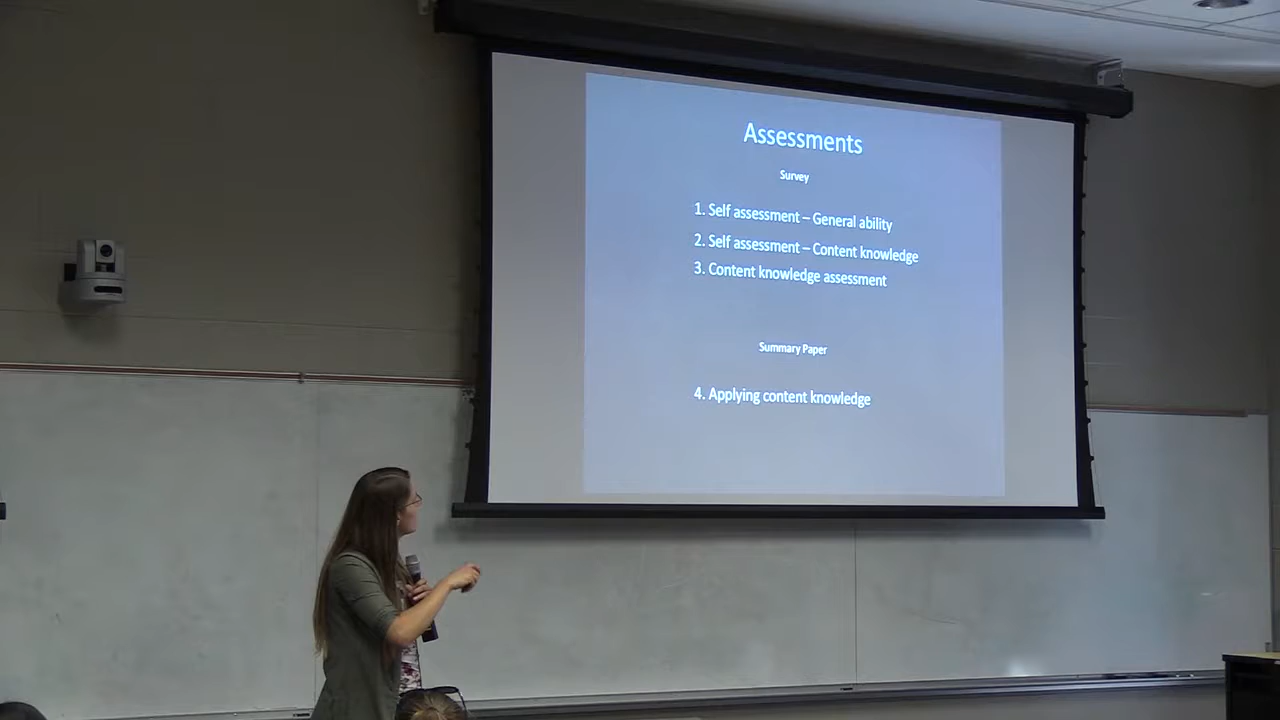 Assessments
Survey
1. Self assessment – General ability
2. Self assessment – Content knowledge
3. Content knowledge assessment
Summary Paper
4. Applying content knowledge